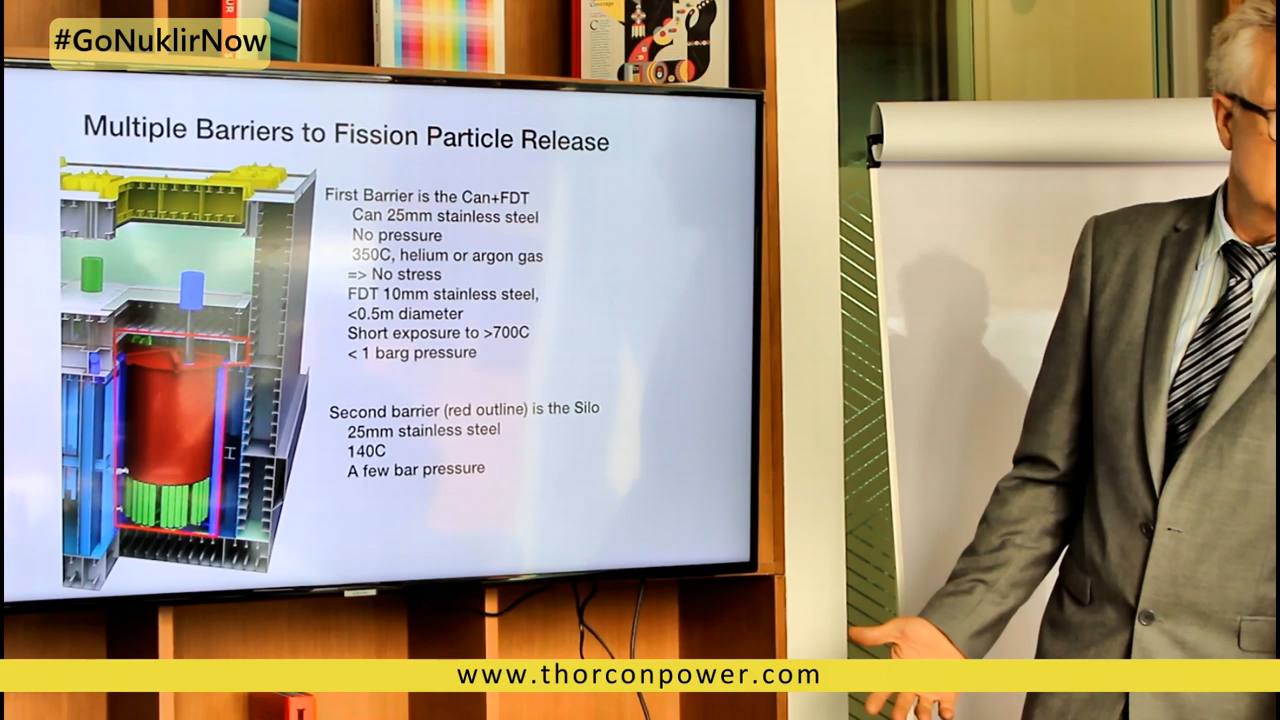 #GoNuklirNow
Multiple Barriers to Fission Particle Release
First Barrier is the Can+FDT
Can 25mm stainless steel
No pressure
350C, helium or argon gas
=> No stress
FDT 10mm stainless steel,
<0.5m diameter
Short exposure to >700C
< 1 barg pressure
Second barrier (red outline) is the Silo
25mm stainless steel
140C
A few bar pressure
www.thorconpower.com